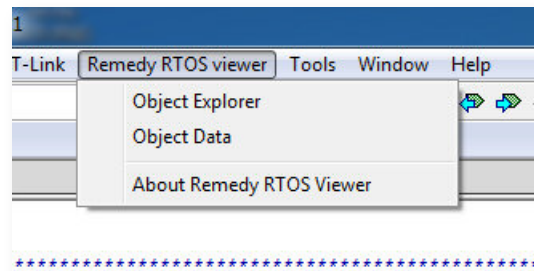 1
T-Link Remedy RTOS viewer Tools Window Help
Object Explorer
Object Data
About Remedy RTOS Viewer
*************************************************